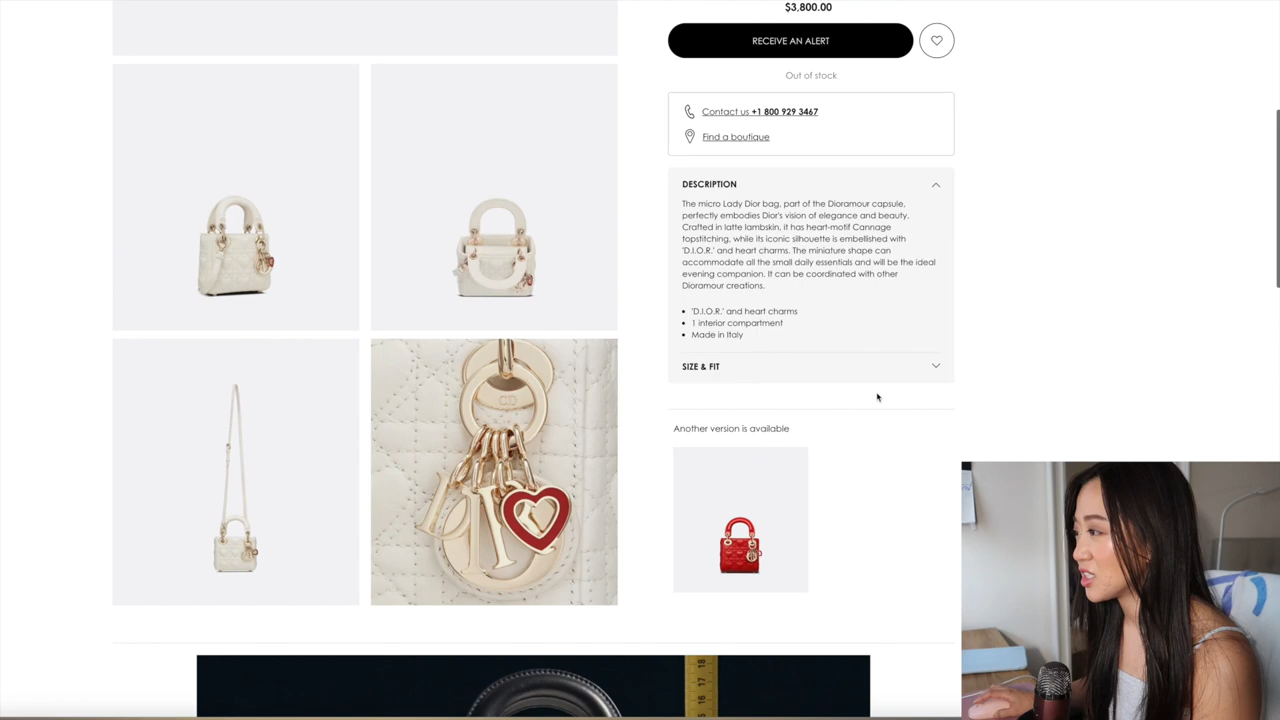 $3,800.00
RECEIVE AN ALERT
Out of stock
Contact us +1 800 929 3467
Find a boutique
DESCRIPTION
The micro Lady Dior bag, part of the Dioramour capsule,
perfectly embodies Dior's vision of elegance and beauty.
Crafted in latte lambskin, it has heart-motif Cannage
topstitching, while its iconic silhouette is embellished with
'D.I.O.R.' and heart charms. The miniature shape can
accommodate all the small daily essentials and will be the ideal
evening companion. It can be coordinated with other
Dioramour creations.
• 'D.I.O.R.' and heart charms
• 1 interior compartment
• Made in Italy
SIZE & FIT
Another version is available
CD
18
17
16